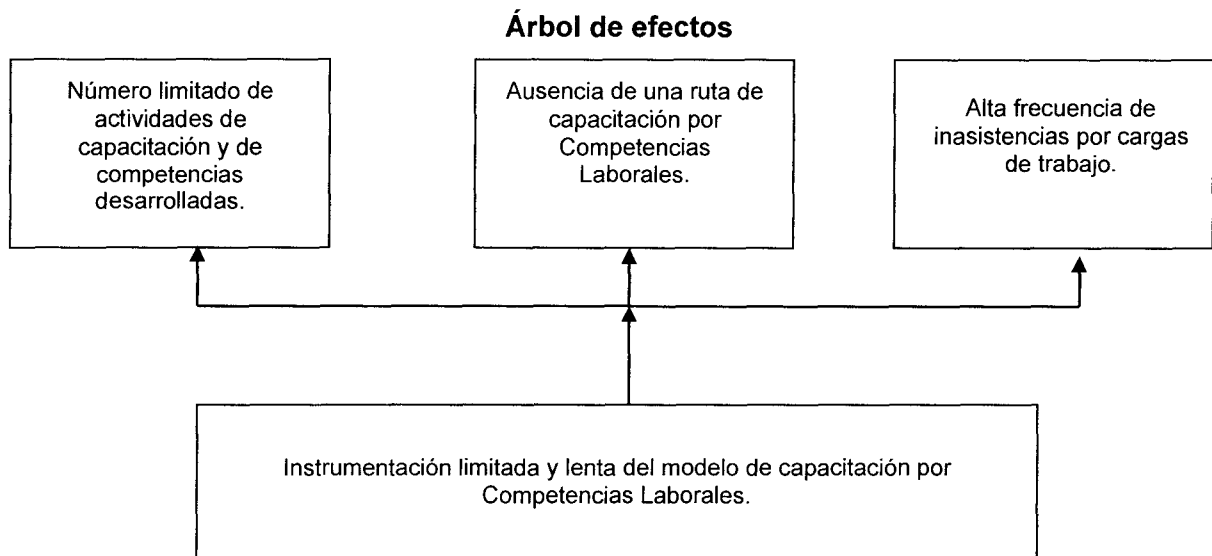 Árbol de efectos
Número limitado de
actividades de
capacitación y de
competencias
desarrolladas.
Ausencia de una ruta de
capacitación por
Competencias
Laborales.
Alta frecuencia de
inasistencias por cargas
de trabajo.
Instrumentación limitada y lenta del modelo de capacitación por
Competencias Laborales.